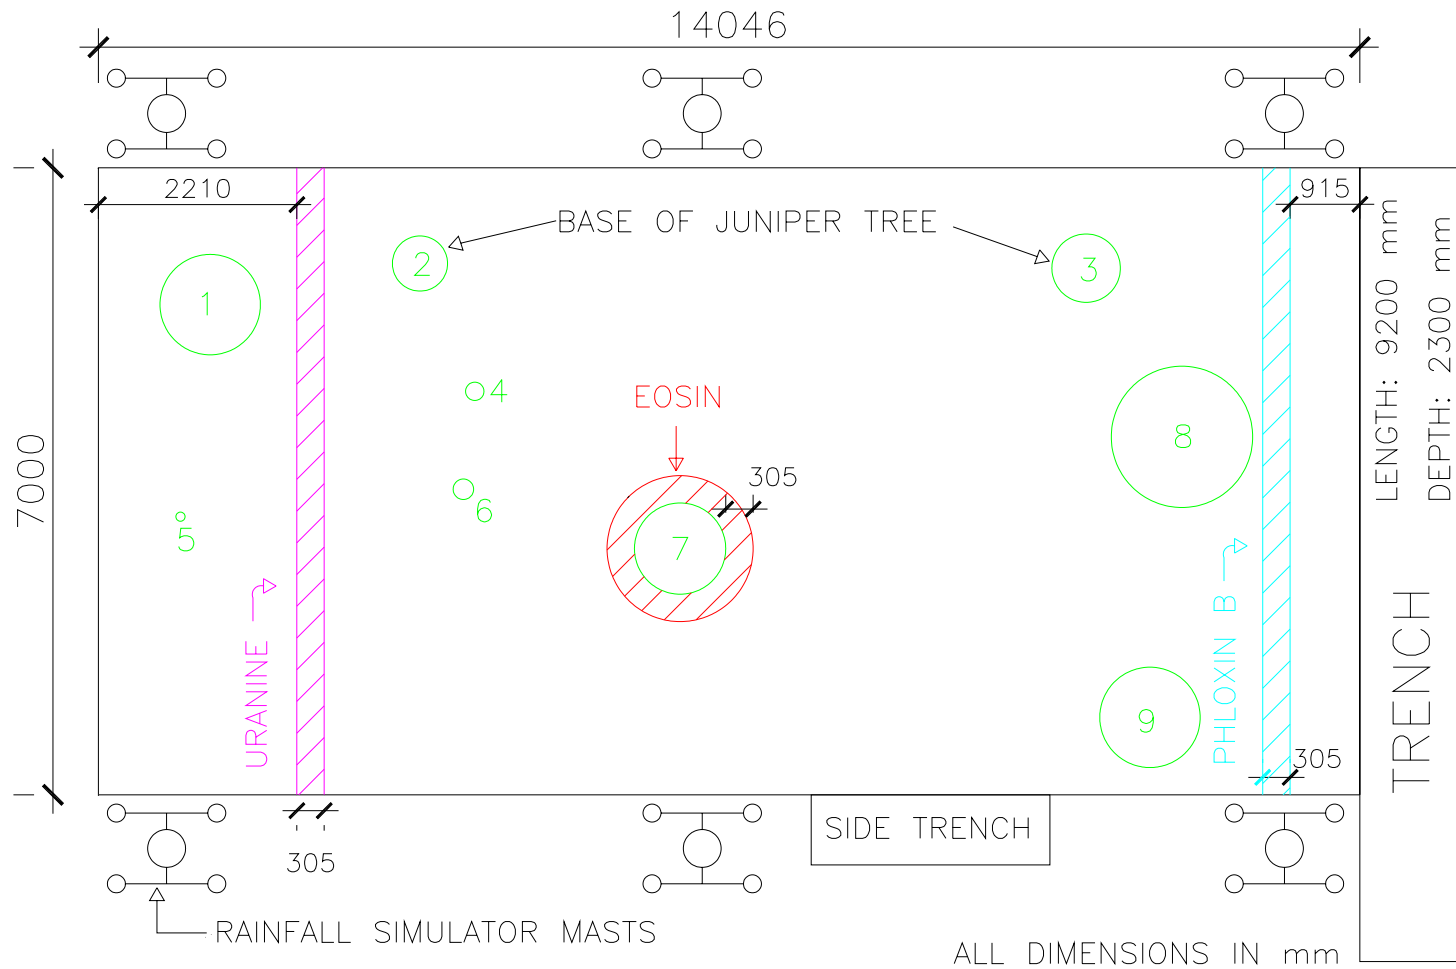 14046
2210
915
BASE OF JUNIPER TREE
2
3
1
LENGTH: 9200 mm
DEPTH: 2300 mm
4
EOSIN
8
7000
305
6
5
7
URANINE
PHLOXIN B
TRENCH
9
305
SIDE TRENCH
305
RAINFALL SIMULATOR MASTS
ALL DIMENSIONS IN mm